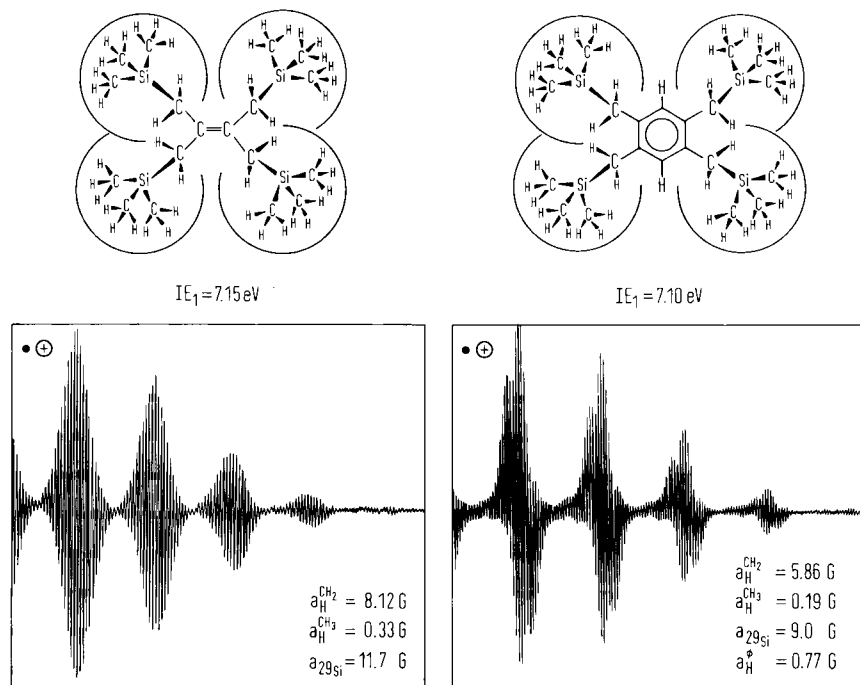 IE₁ = 7.15 eV
IE₁ = 7.10 eV
• ⊕
a_H^CH₂ = 8.12 G
a_H^CH₃ = 0.33 G
a_29Si = 11.7 G
• ⊕
a_H^CH₂ = 5.86 G
a_H^CH₃ = 0.19 G
a_29Si = 9.0 G
a_H^ϕ = 0.77 G